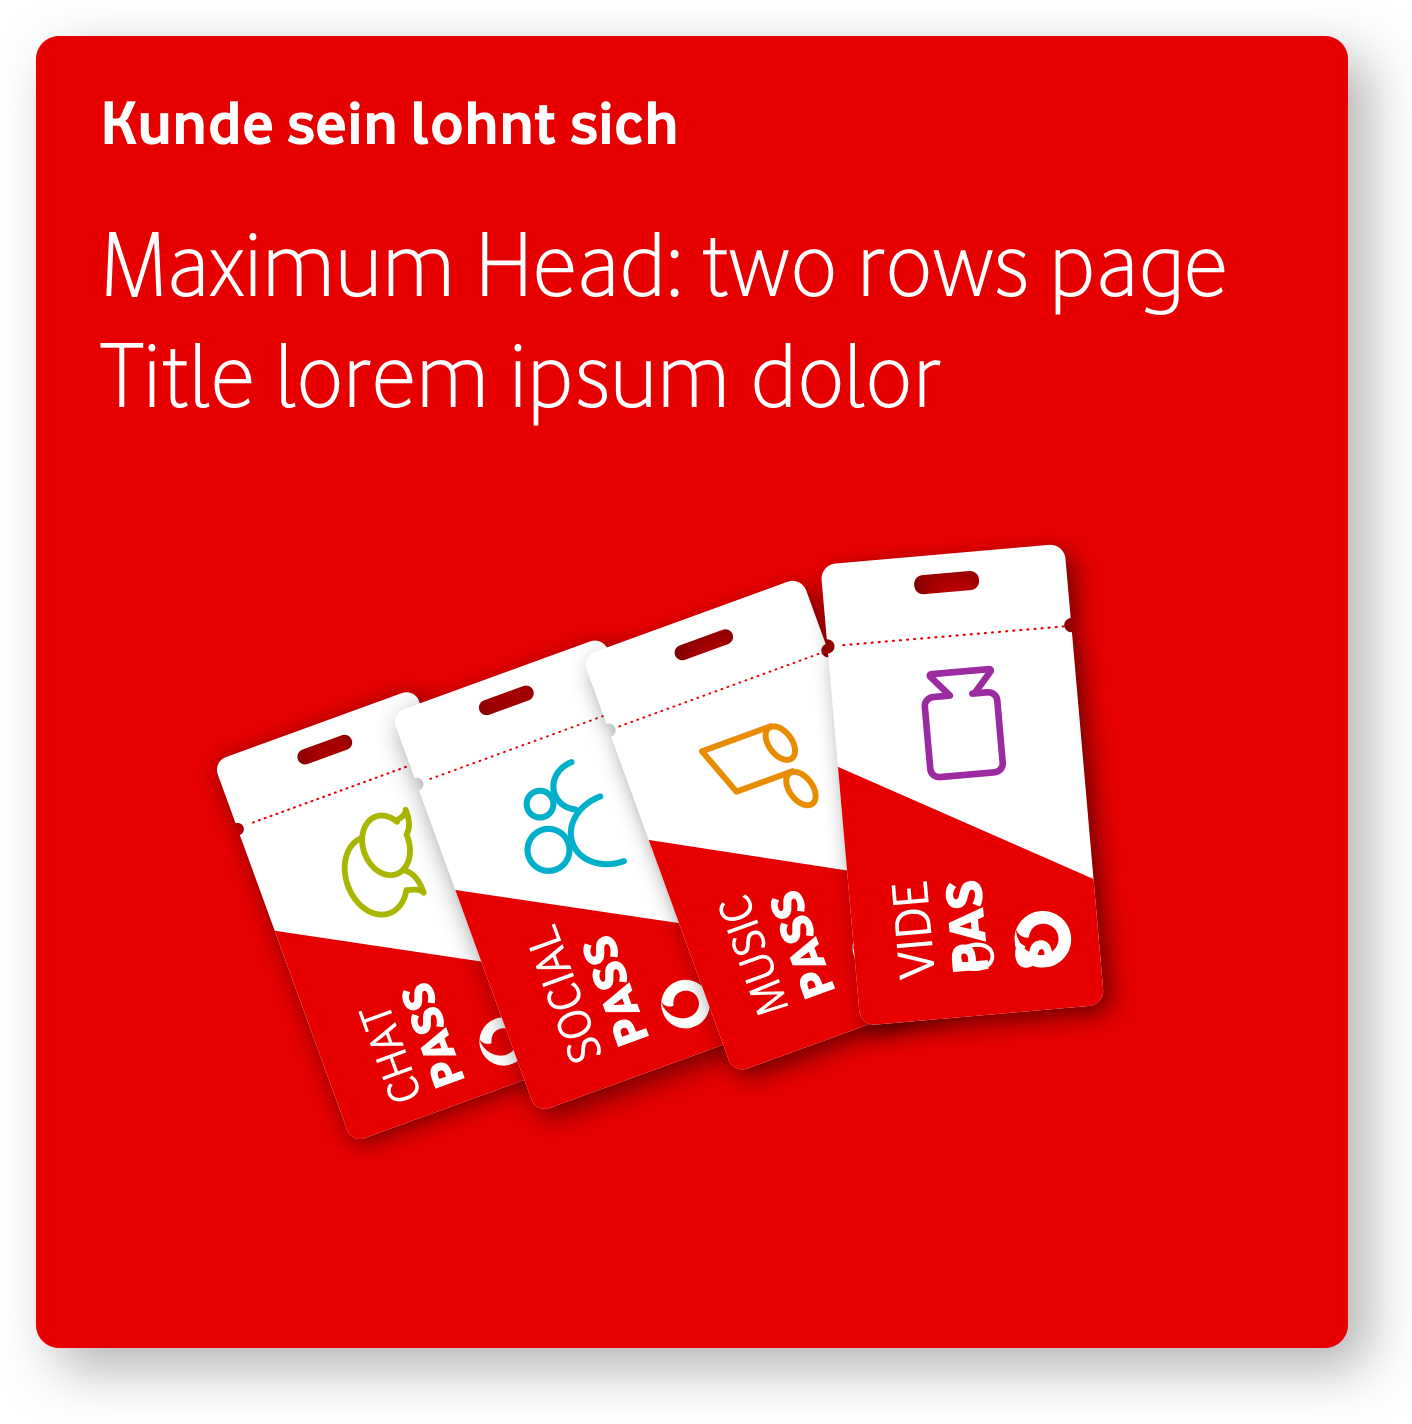 Kunde sein lohnt sich
Maximum Head: two rows page
Title lorem ipsum dolor
CHAT
PASS
SOCIAL
PASS
MUSIC
PASS
VIDE
PAS